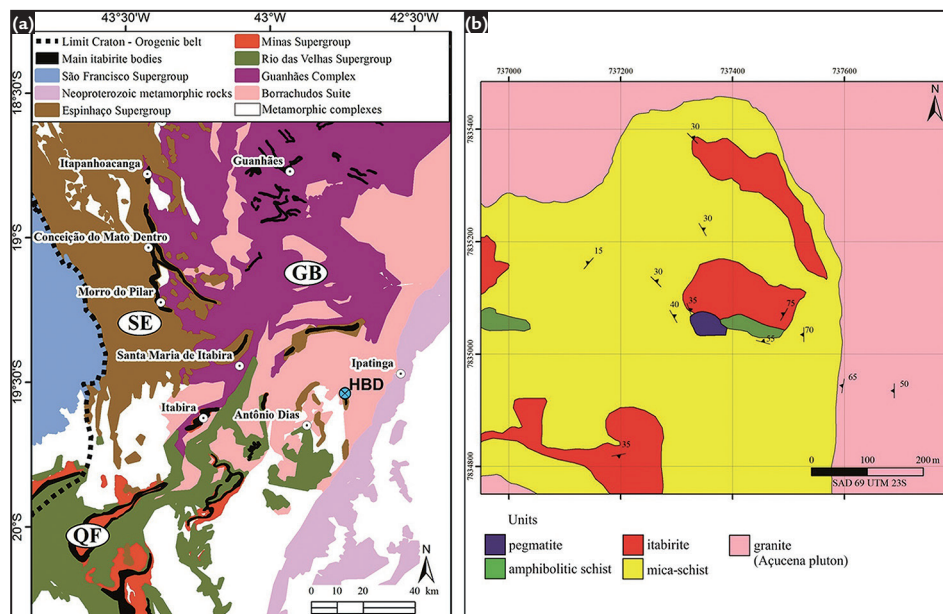 (a)
43°30'W
43°W
42°30'W
Limit Craton - Orogenic belt
Main itabirite bodies
São Francisco Supergroup
Neoproterozoic metamorphic rocks
Espinhaço Supergroup
Minas Supergroup
Rio das Velhas Supergroup
Guanhães Complex
Borrachudos Suite
Metamorphic complexes
18°30'S
19°S
19°30'S
20°S
Itapanhoacanga
Guanhães
Conceição do Mato Dentro
GB
Morro do Pilar
SE
Santa Maria de Itabira
Ipatinga
HBD
Itabira
Antônio Dias
QF
N
0 10 20 40 km
(b)
737000 737200 737400 737600
7835400
7835200
7835000
7834800
N
30
30
15
30
40
35
75
70
55
65
50
35
0 100 200 m
SAD 69 UTM 23S
Units
pegmatite
amphibolitic schist
itabirite
mica-schist
granite
(Açucena pluton)